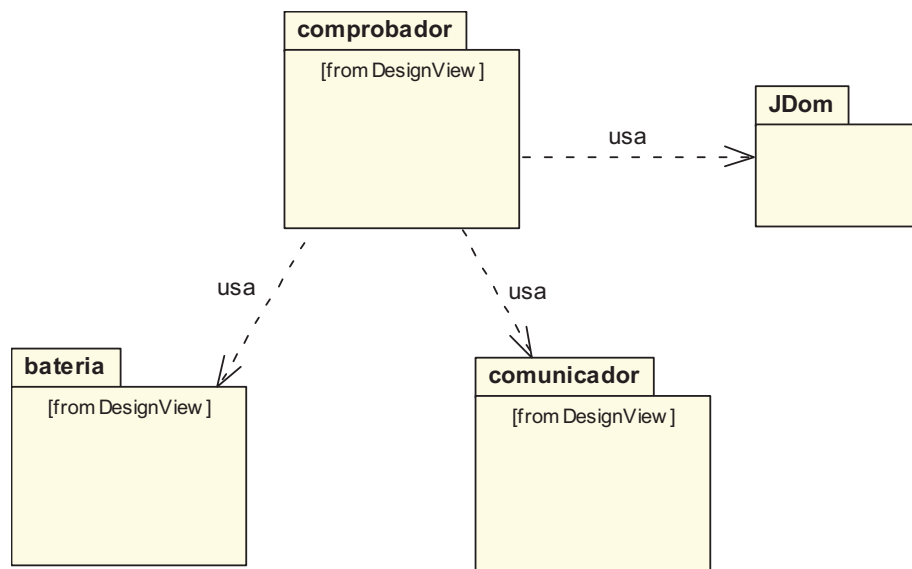 comprobador
[from DesignView ]
JDom
usa
usa
usa
bateria
[from DesignView ]
comunicador
[from DesignView ]